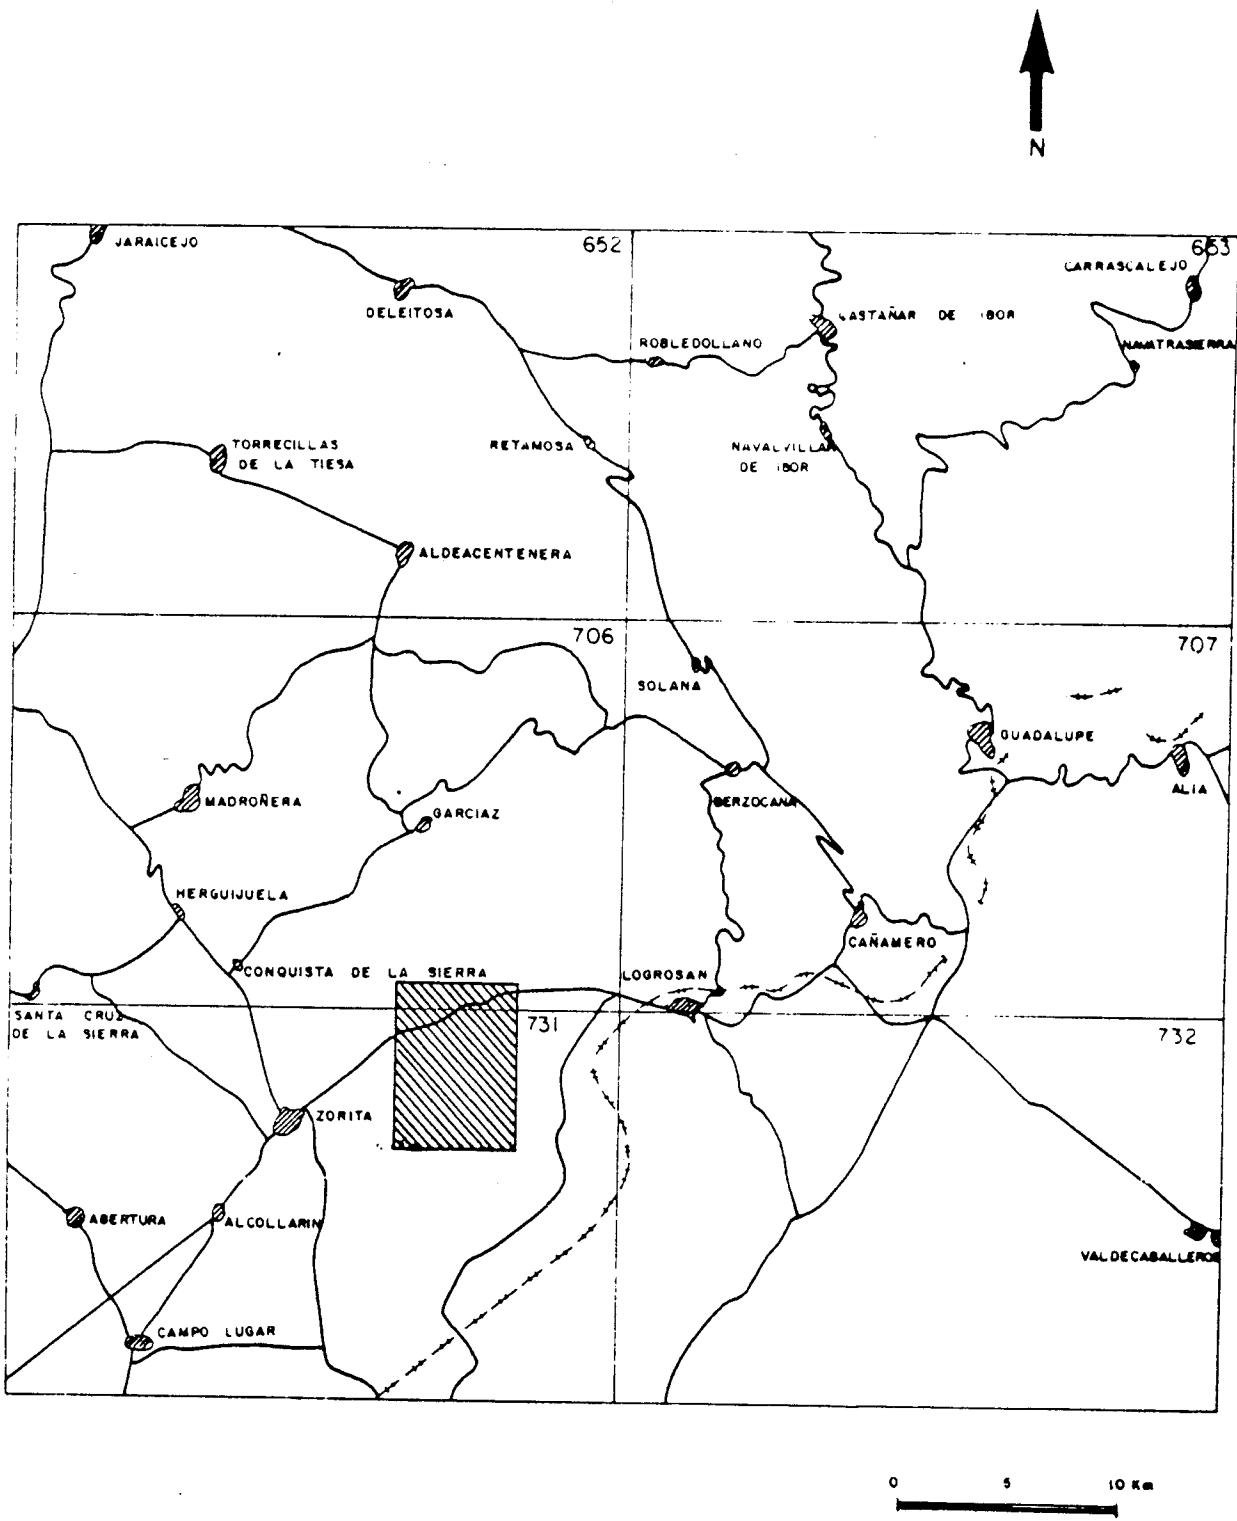 N
JARAICEJO
652
653
CARRASCALEJO
DELEITOSA
CASTAÑAR DE IBOR
ROBLEDOLLANO
NAVATRASIERRA
TORRECILLAS
DE LA TIESA
RETAMOSA
NAVALVILLAR
DE IBOR
ALDEACENTENERA
706
707
SOLANA
GUADALUPE
ALIA
MADROÑERA
GARCIAZ
BERZOCANA
HERGUIJUELA
CAÑAMERO
CONQUISTA DE LA SIERRA
LOGROSAN
SANTA CRUZ
DE LA SIERRA
731
732
ZORITA
ABERTURA
ALCOLLARIN
VALDECABALLEROS
CAMPO LUGAR
0 5 10 Km